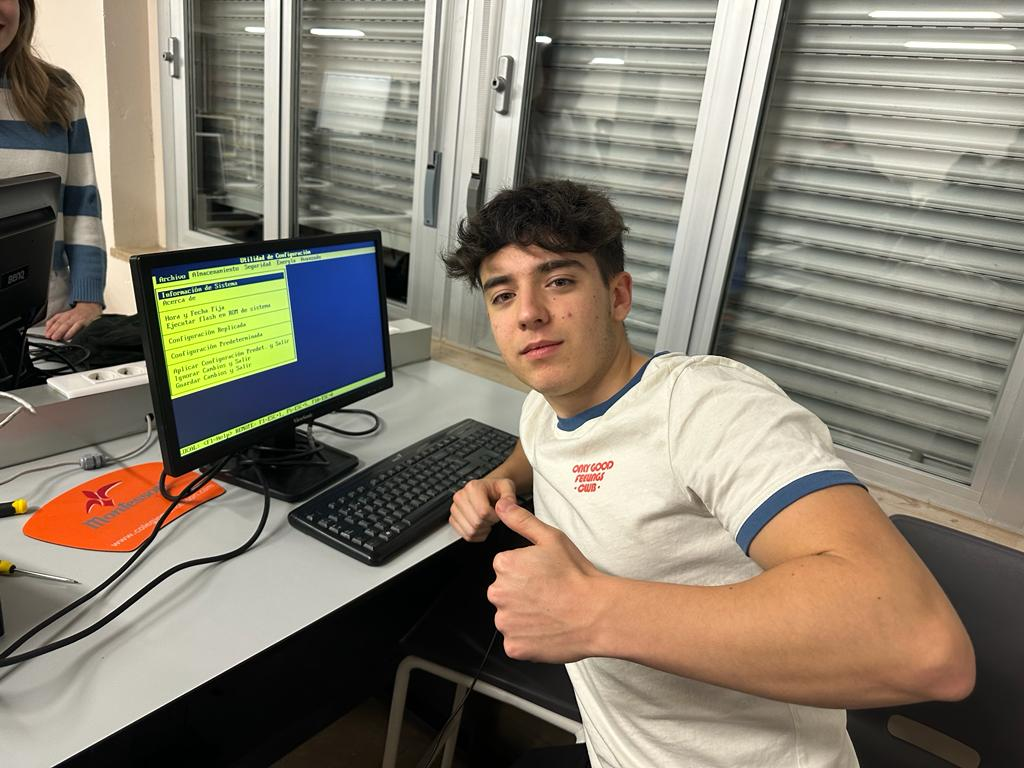 Utilidad de Configuración
Archivo Almacenamiento Seguridad Energía Avanzado
Información de Sistema
Acerca de
Hora y Fecha Fija
Ejecutar flash en ROM de sistema
Configuración Replicada
Configuración Predeterminada
Aplicar Configuración Predet. y Salir
Ignorar Cambios y Salir
Guardar Cambios y Salir
BENQ
ONLY GOOD
FEELINGS
• CLUB •